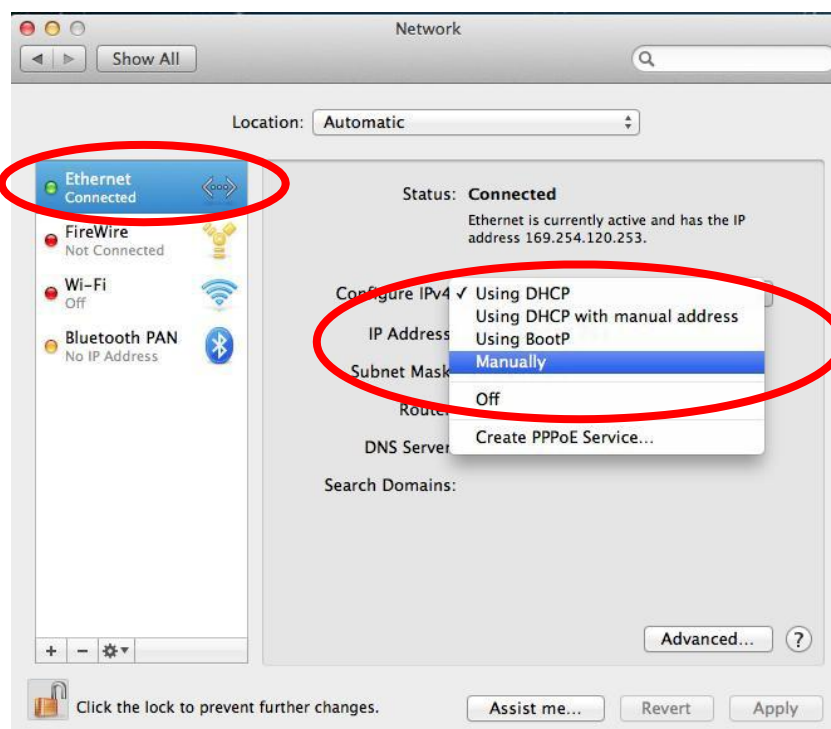 Network
Show All
Location: Automatic
Ethernet
Connected
FireWire
Not Connected
Wi-Fi
Off
Bluetooth PAN
No IP Address
Status: Connected
Ethernet is currently active and has the IP
address 169.254.120.253.
Configure IPv4 ✓ Using DHCP
Using DHCP with manual address
IP Address
Using BootP
Manually
Subnet Mask
Off
Router
Create PPPoE Service...
DNS Server
Search Domains:
Advanced... ?
+ −
Click the lock to prevent further changes.
Assist me... Revert Apply